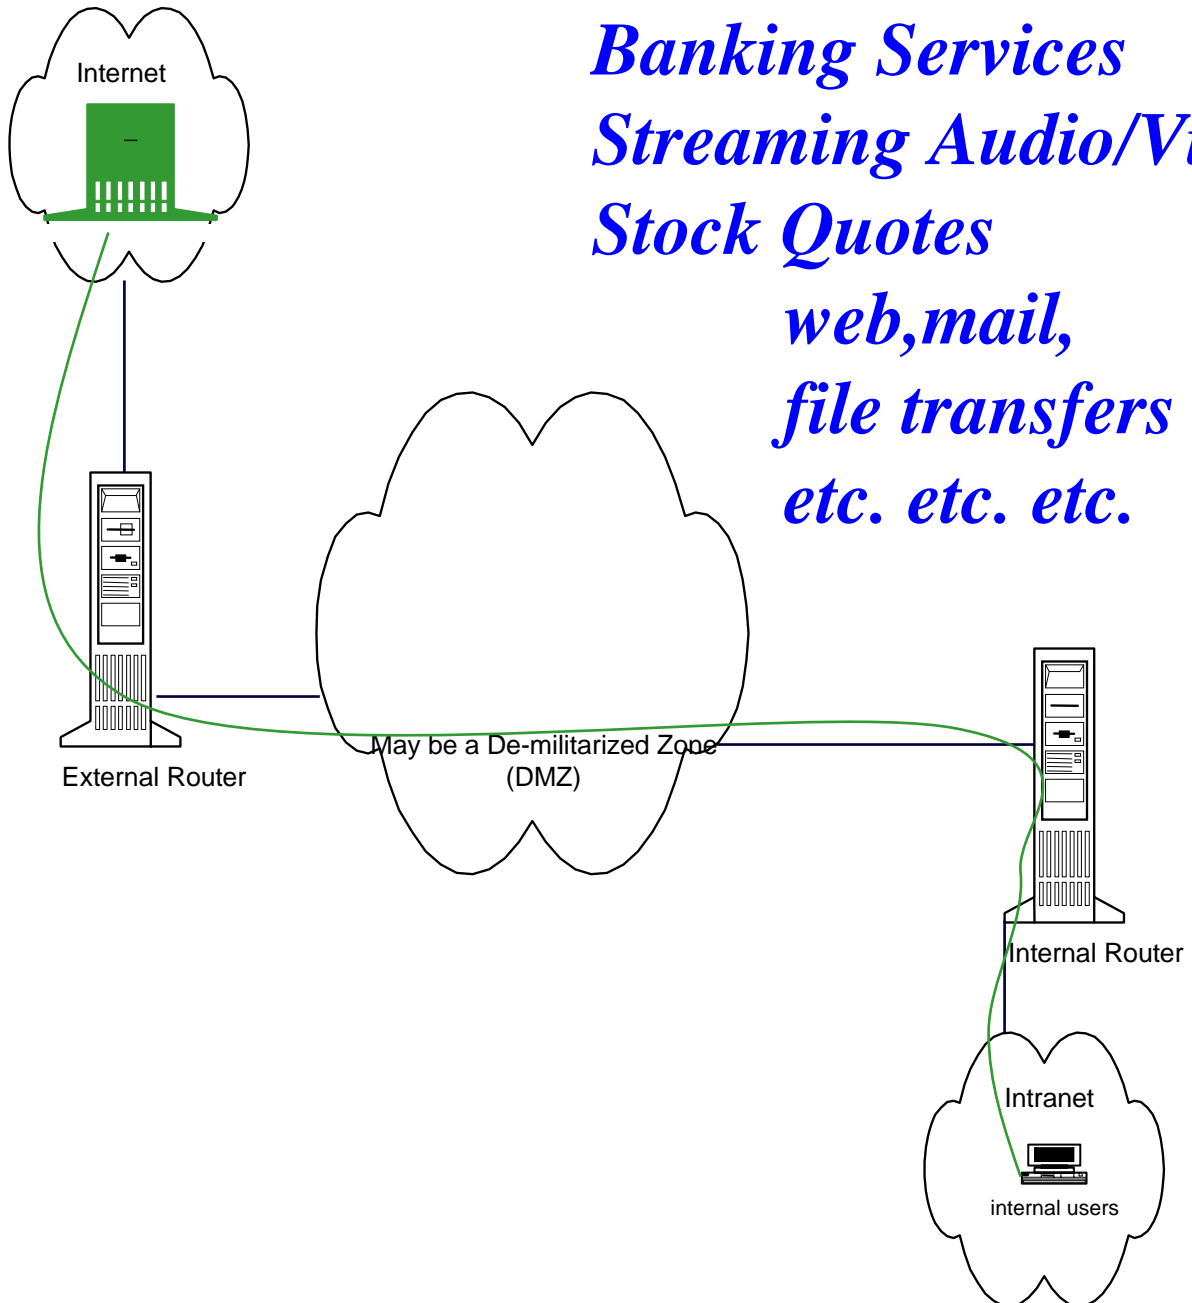 Banking Services
Internet
Streaming Audio/Vi
Stock Quotes
web,mail,
file transfers
etc. etc. etc.
May be a De-militarized Zone
(DMZ)
External Router
Internal Router
Intranet
internal users